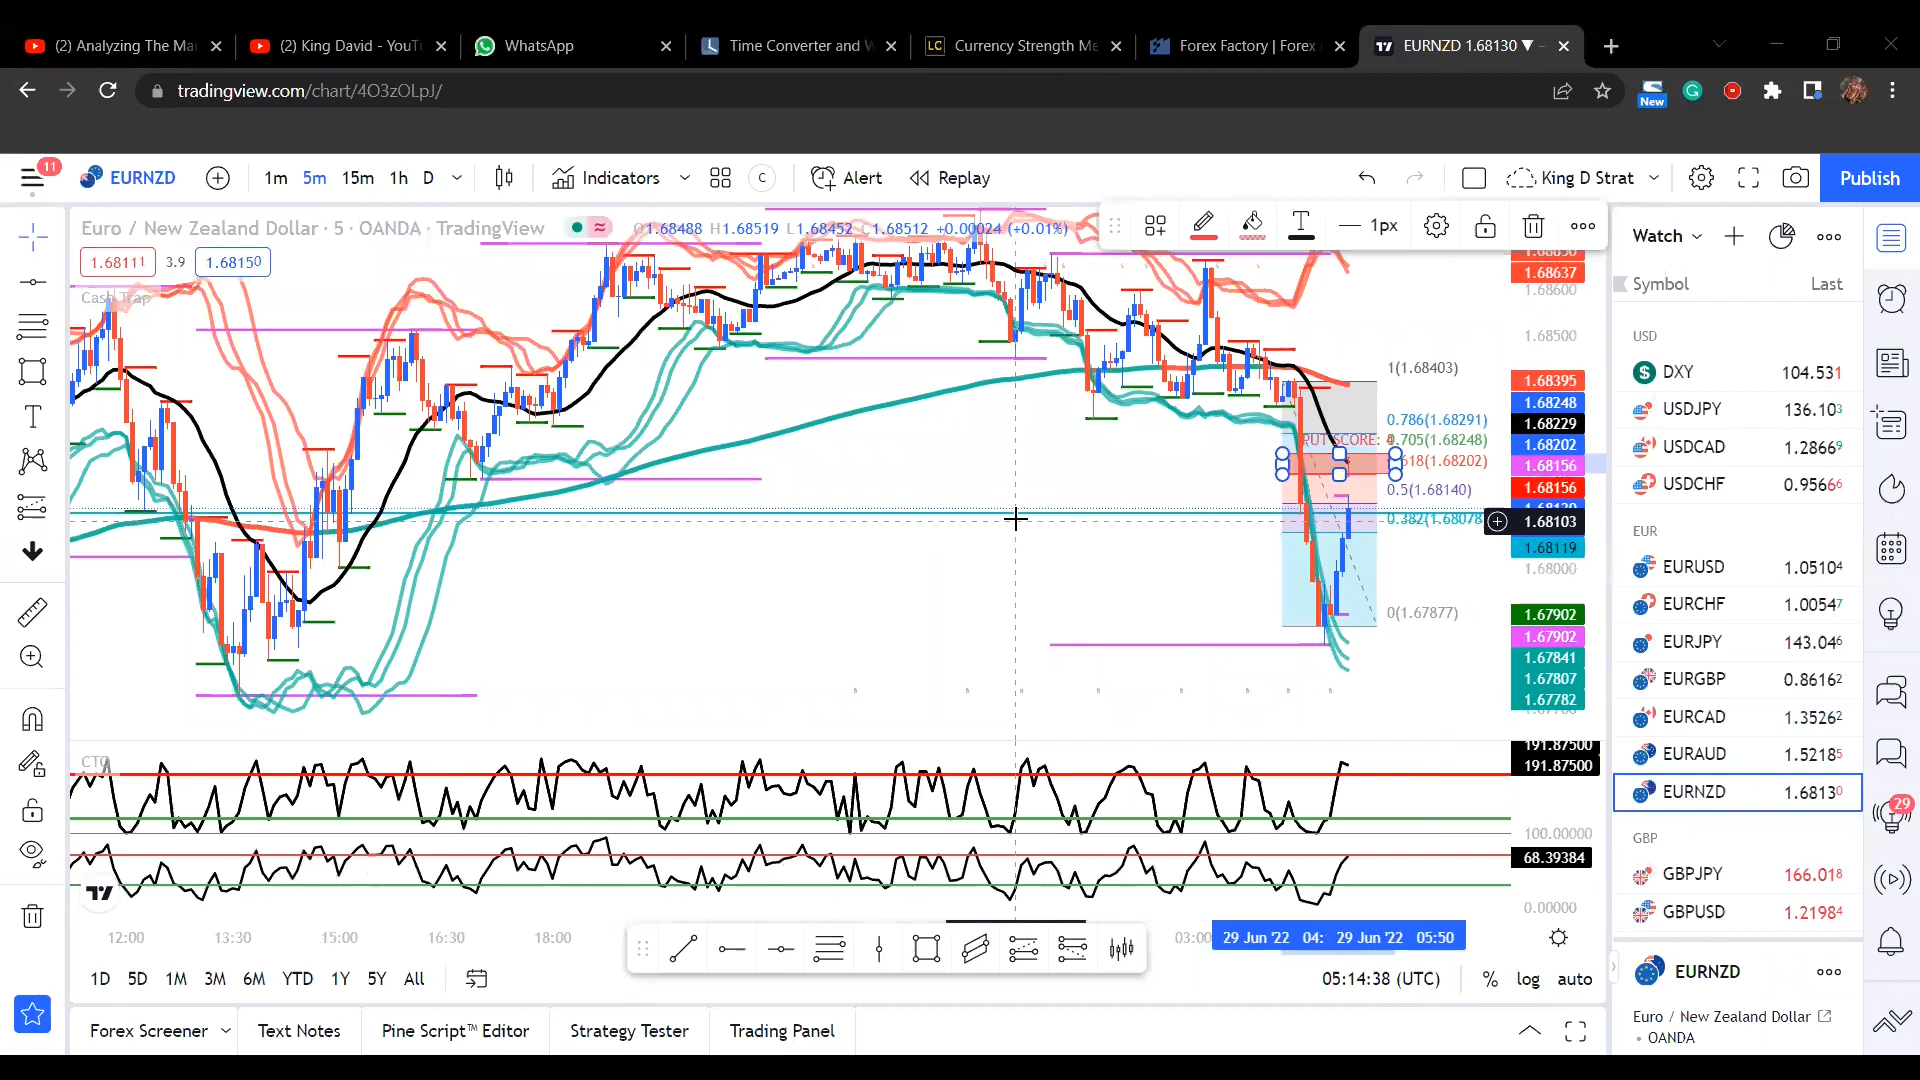 (2) Analyzing The Ma
(2) King David - YouTu
WhatsApp
Time Converter and W
Currency Strength Me
Forex Factory | Forex
EURNZD 1.68130 ▼ -
tradingview.com/chart/4O3zOLpJ/
New
11
EURNZD
1m
5m
15m
1h
D
Indicators
C
Alert
Replay
King D Strat
Publish
Euro / New Zealand Dollar · 5 · OANDA · TradingView
O1.68488 H1.68519 L1.68452 C1.68512 +0.00024 (+0.01%)
1px
1.68111
3.9
1.68150
Cash Trap
1.68637
1.68600
1.68500
1(1.68403)
1.68395
1.68248
0.786(1.68291)
1.68229
PUT SCORE: 4
0.705(1.68248)
1.68202
.618(1.68202)
1.68156
1.68156
0.5(1.68140)
0.382(1.68078
1.68103
1.68119
1.68000
0(1.67877)
1.67902
1.67902
1.67841
1.67807
1.67782
CTO
191.87500
191.87500
100.00000
68.39384
0.00000
12:00
13:30
15:00
16:30
18:00
03:00
29 Jun '22 04:
29 Jun '22 05:50
1D
5D
1M
3M
6M
YTD
1Y
5Y
All
05:14:38 (UTC)
%
log
auto
Forex Screener
Text Notes
Pine Script™ Editor
Strategy Tester
Trading Panel
Watch
Symbol
Last
USD
DXY 104.531
USDJPY 136.103
USDCAD 1.28669
USDCHF 0.95666
EUR
EURUSD 1.05104
EURCHF 1.00547
EURJPY 143.046
EURGBP 0.86162
EURCAD 1.35262
EURAUD 1.52185
EURNZD 1.68130
GBP
GBPJPY 166.018
GBPUSD 1.21984
EURNZD
Euro / New Zealand Dollar
• OANDA
29